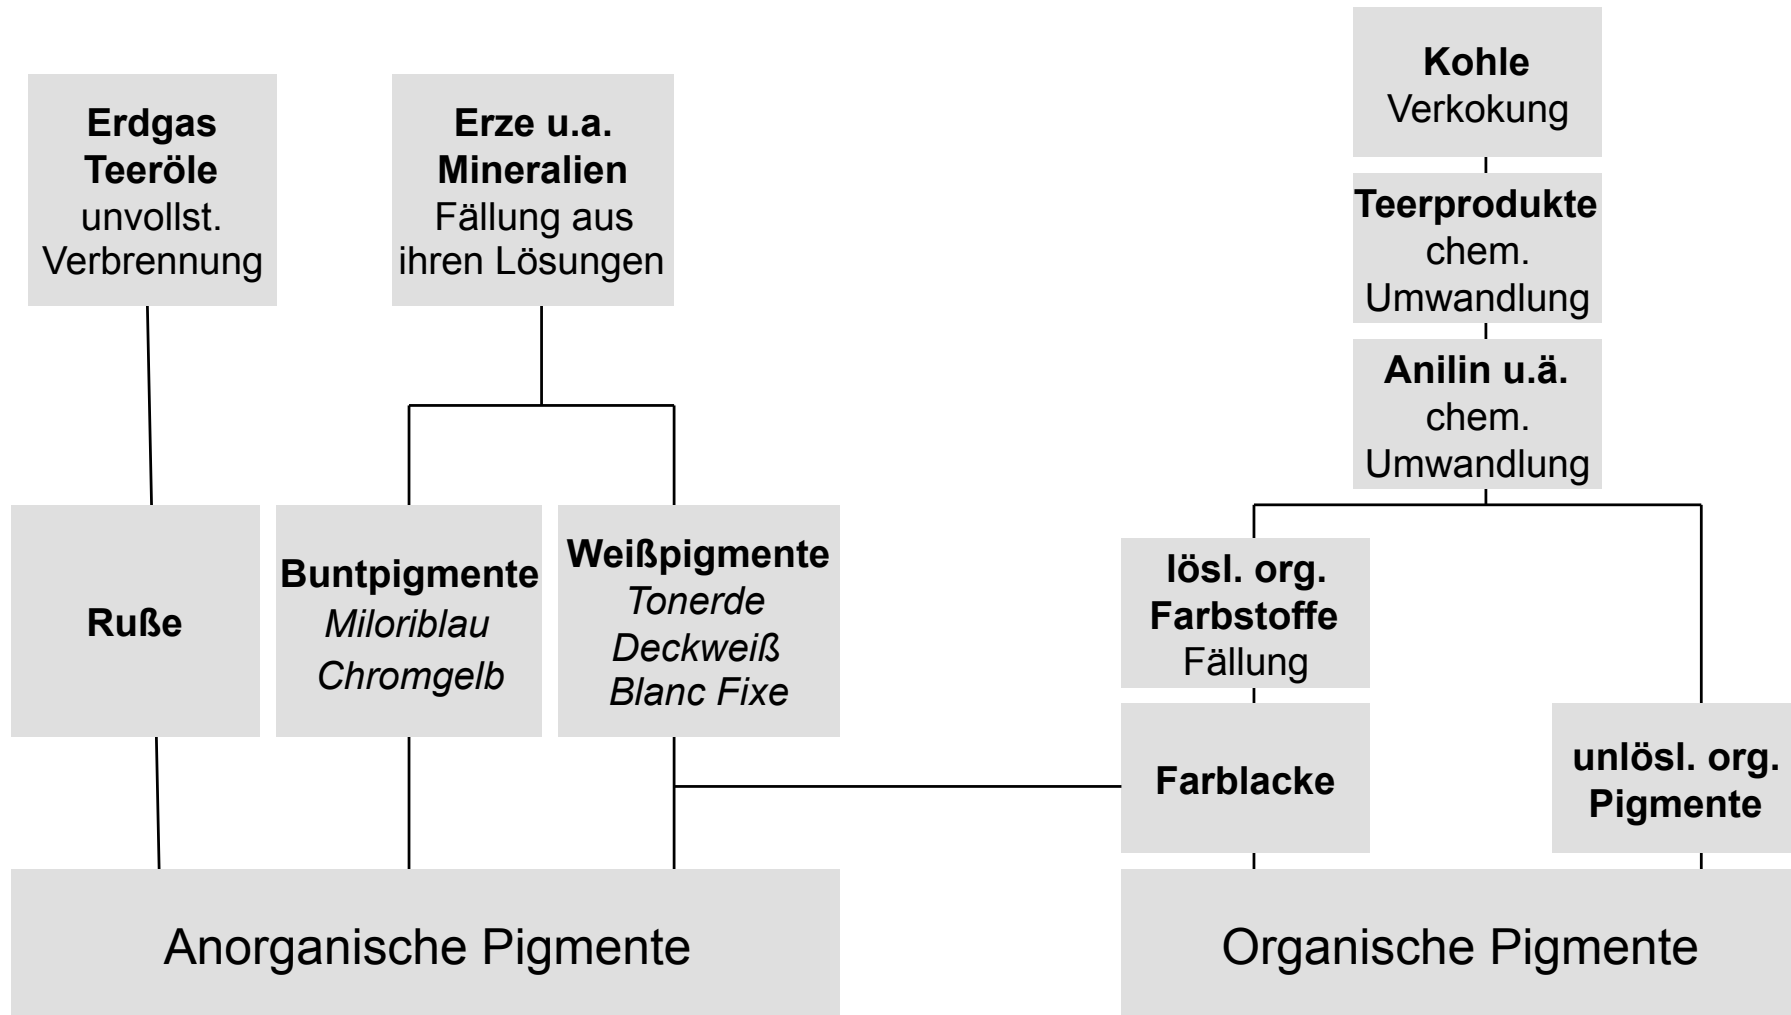 Erdgas
Teeröle
unvollst.
Verbrennung
Erze u.a.
Mineralien
Fällung aus
ihren Lösungen
Kohle
Verkokung
Teerprodukte
chem.
Umwandlung
Anilin u.ä.
chem.
Umwandlung
Ruße
Buntpigmente
Miloriblau
Chromgelb
Weißpigmente
Tonerde
Deckweiß
Blanc Fixe
lösl. org.
Farbstoffe
Fällung
Farblacke
unlösl. org.
Pigmente
Anorganische Pigmente
Organische Pigmente